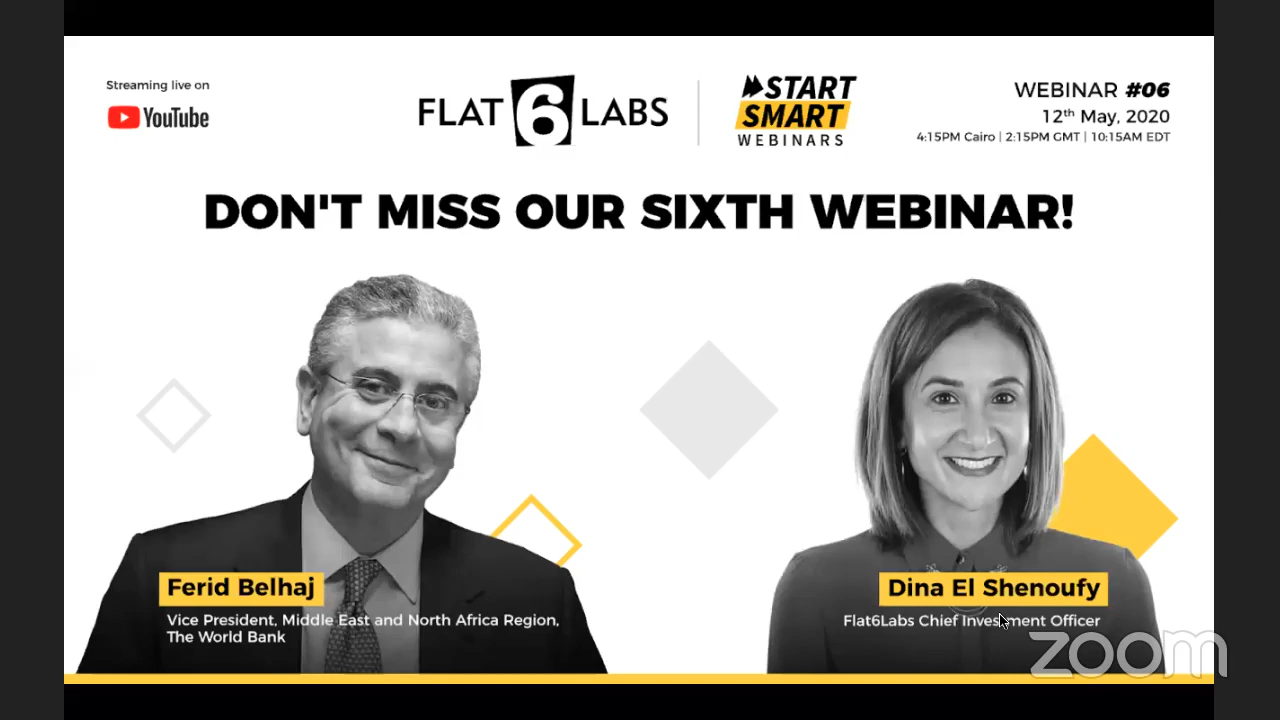 Streaming live on
YouTube
FLAT 6 LABS
START
SMART
WEBINARS
WEBINAR #06
12th May, 2020
4:15PM Cairo | 2:15PM GMT | 10:15AM EDT
DON'T MISS OUR SIXTH WEBINAR!
Ferid Belhaj
Vice President, Middle East and North Africa Region,
The World Bank
Dina El Shenoufy
Flat6Labs Chief Investment Officer
zoom